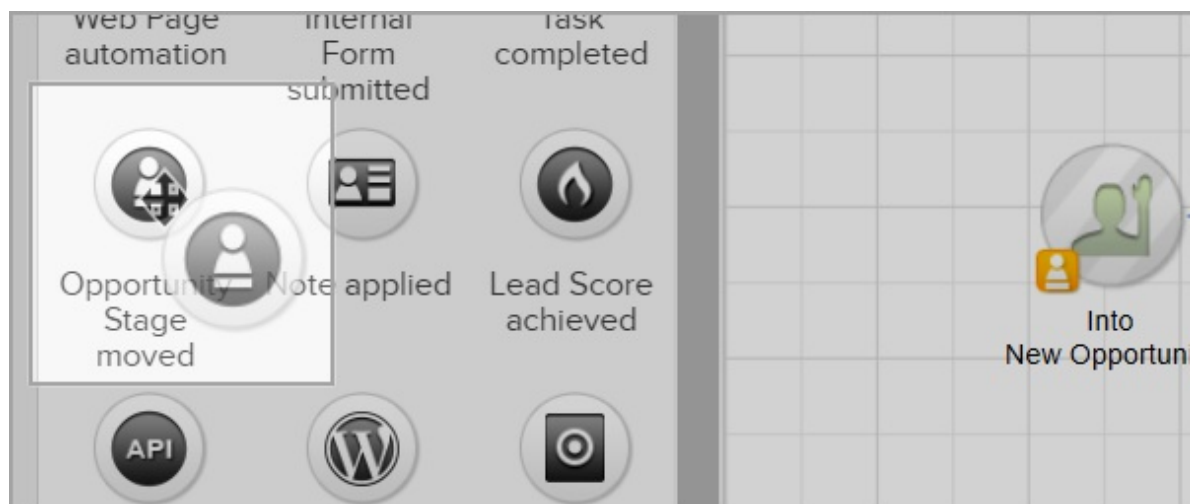 Web Page
automation
Internal
Form
submitted
Task
completed
Opportunity
Stage
moved
Note applied
Lead Score
achieved
API
Into
New Opportuni